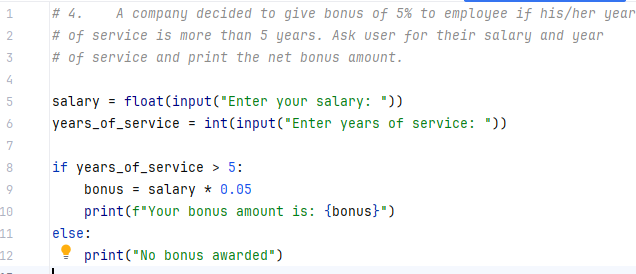 1 # 4.    A company decided to give bonus of 5% to employee if his/her year
2 # of service is more than 5 years. Ask user for their salary and year
3 # of service and print the net bonus amount.
4
5 salary = float(input("Enter your salary: "))
6 years_of_service = int(input("Enter years of service: "))
7
8 if years_of_service > 5:
9     bonus = salary * 0.05
10     print(f"Your bonus amount is: {bonus}")
11 else:
12     print("No bonus awarded")